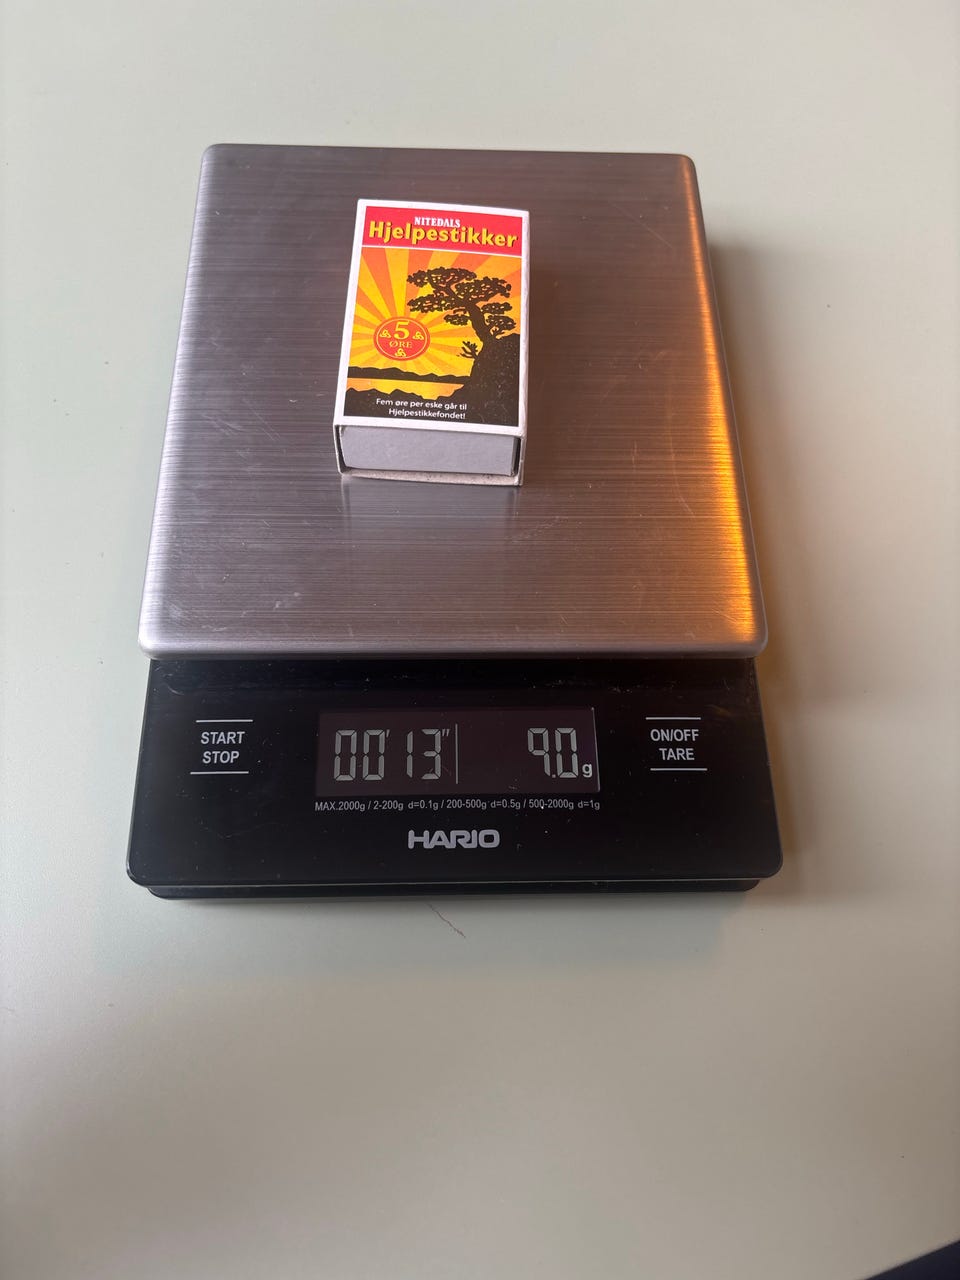 NITEDALS
Hjelpestikker
5
ØRE
Fem øre per eske går til
Hjelpestikkefondet!
START
STOP
00'13" 9.0g
ON/OFF
TARE
MAX.2000g / 2-200g d=0.1g / 200-500g d=0.5g / 500-2000g d=1g
HARIO